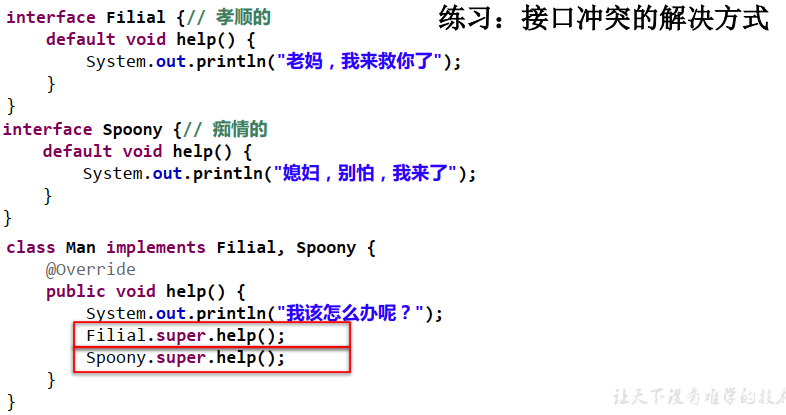 练习：接口冲突的解决方式
interface Filial {// 孝顺的
default void help() {
System.out.println("老妈，我来救你了");
}
}
interface Spoony {// 痴情的
default void help() {
System.out.println("媳妇，别怕，我来了");
}
}
class Man implements Filial, Spoony {
@Override
public void help() {
System.out.println("我该怎么办呢？");
Filial.super.help();
Spoony.super.help();
}
}
让天下没有难学的技术